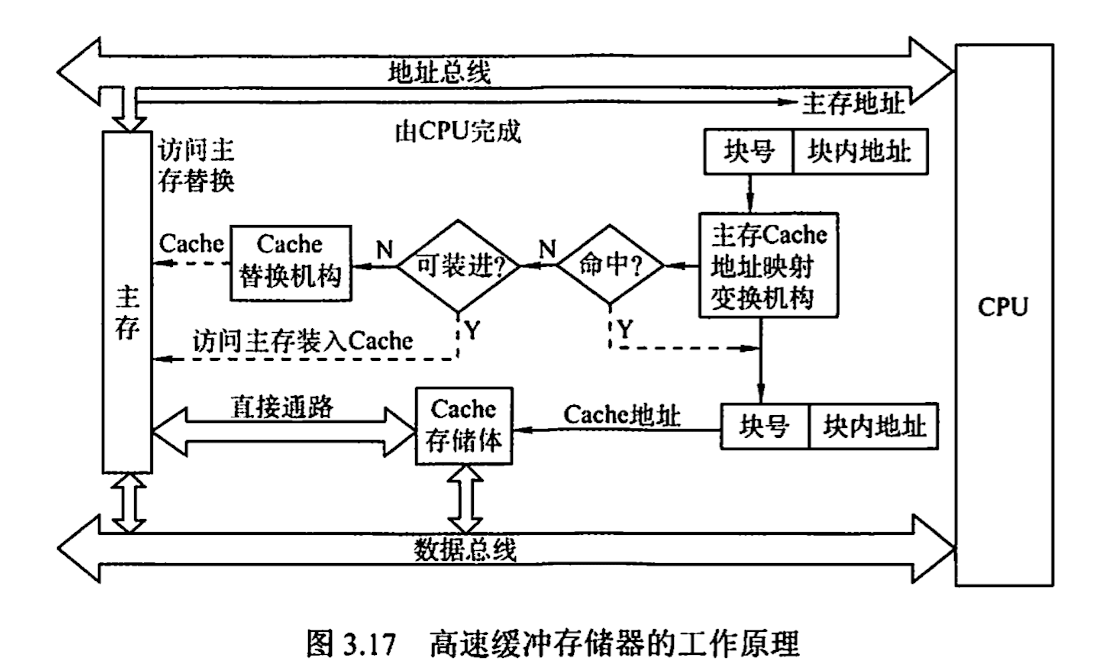 地址总线
主存地址
由CPU完成
访问主
存替换
块号 块内地址
Cache
Cache
替换机构
N
可装进?
N
命中?
主存Cache
地址映射
变换机构
主存
CPU
Y
Y
访问主存装入Cache
直接通路
Cache
存储体
Cache地址
块号 块内地址
数据总线
图 3.17 高速缓冲存储器的工作原理